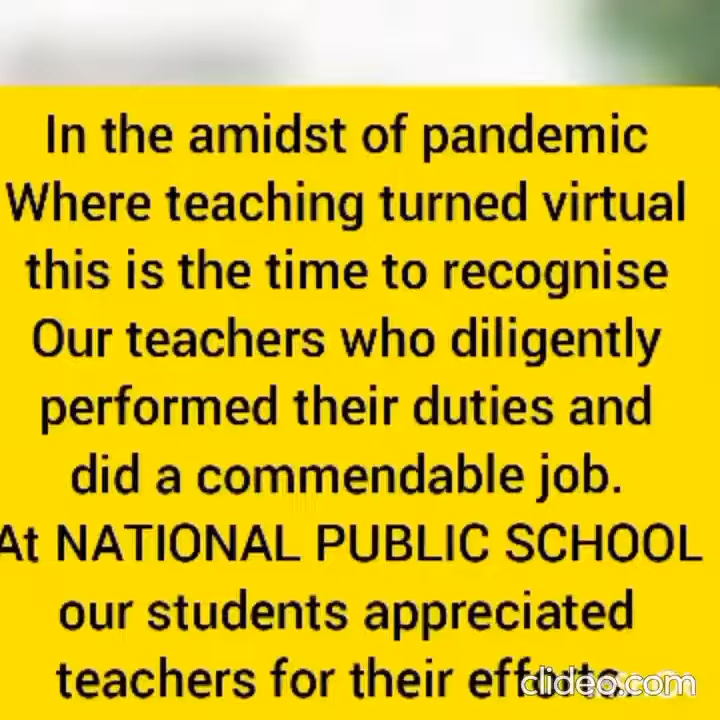 In the amidst of pandemic
Where teaching turned virtual
this is the time to recognise
Our teachers who diligently
performed their duties and
did a commendable job.
At NATIONAL PUBLIC SCHOOL
our students appreciated
teachers for their efforts.
clideo.com